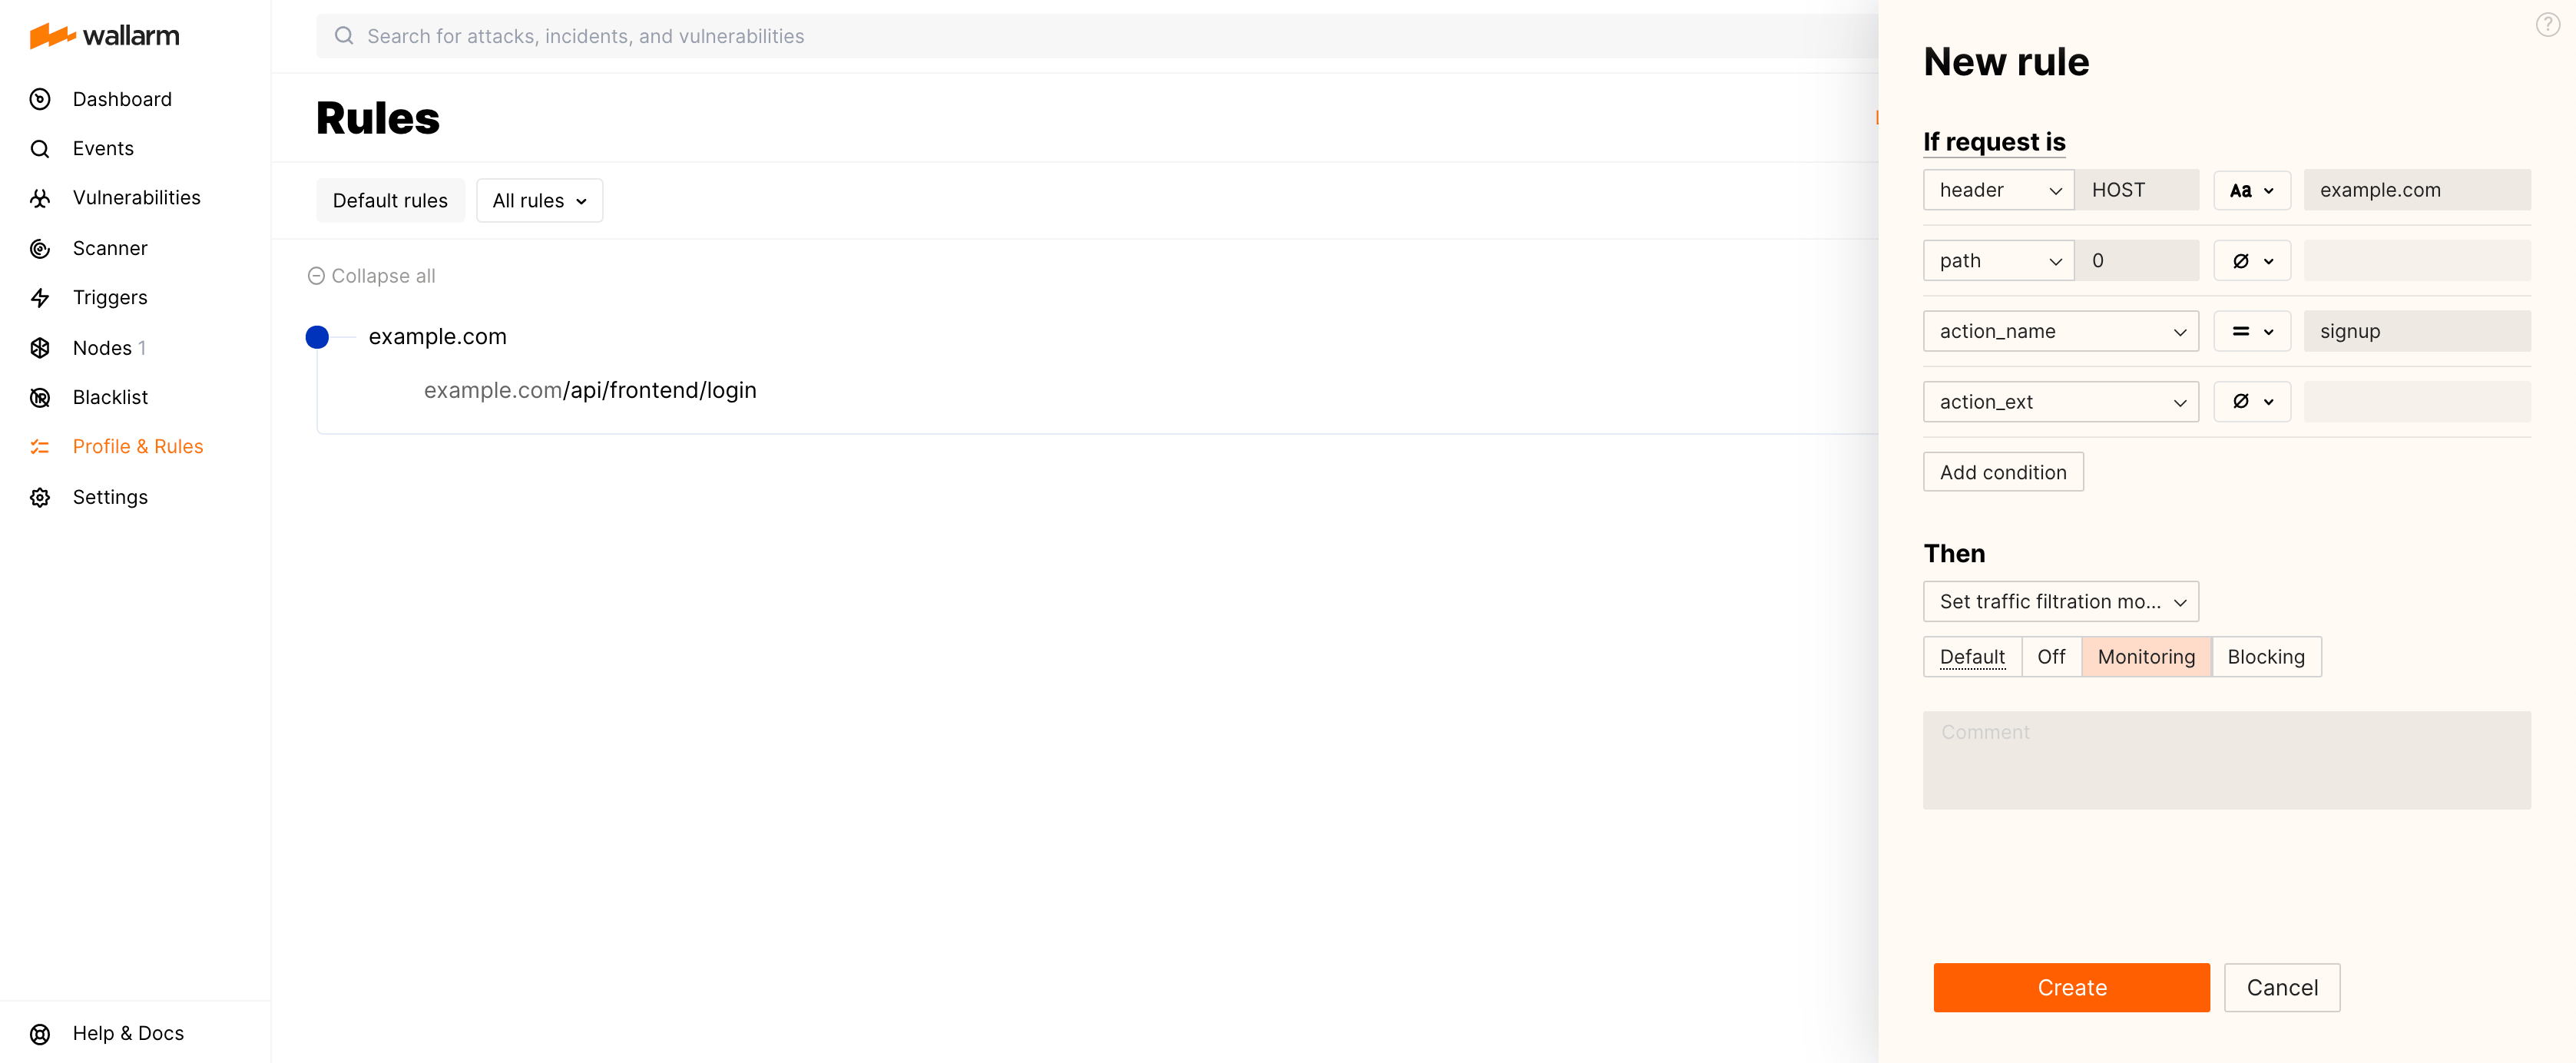 wallarm
Dashboard
Events
Vulnerabilities
Scanner
Triggers
Nodes 1
Blacklist
Profile & Rules
Settings
Help & Docs
Search for attacks, incidents, and vulnerabilities
Rules
Default rules
All rules
Collapse all
example.com
example.com/api/frontend/login
New rule
If request is
header HOST Aa example.com
path 0 Ø
action_name = signup
action_ext Ø
Add condition
Then
Set traffic filtration mo...
Default Off Monitoring Blocking
Comment
Create Cancel
?